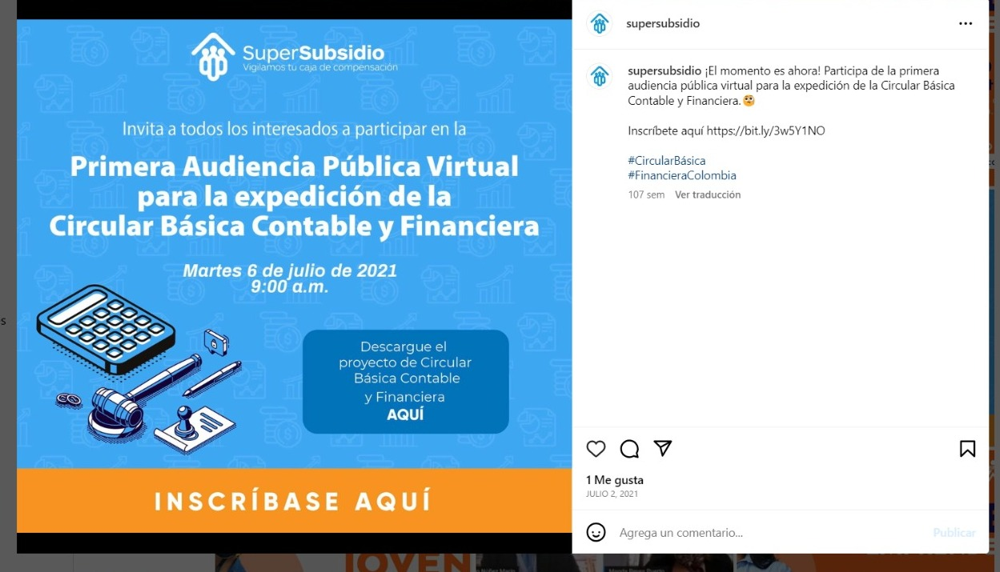 SuperSubsidio
Vigilamos tu caja de compensación
Invita a todos los interesados a participar en la
Primera Audiencia Pública Virtual
para la expedición de la
Circular Básica Contable y Financiera
Martes 6 de julio de 2021
9:00 a.m.
Descargue el
proyecto de Circular
Básica Contable
y Financiera
AQUÍ
INSCRÍBASE AQUÍ
supersubsidio
supersubsidio ¡El momento es ahora! Participa de la primera
audiencia pública virtual para la expedición de la Circular Básica
Contable y Financiera.🧐
Inscríbete aquí https://bit.ly/3w5Y1NO
#CircularBásica
#FinancieraColombia
107 sem Ver traducción
1 Me gusta
JULIO 2, 2021
Agrega un comentario...
Publicar